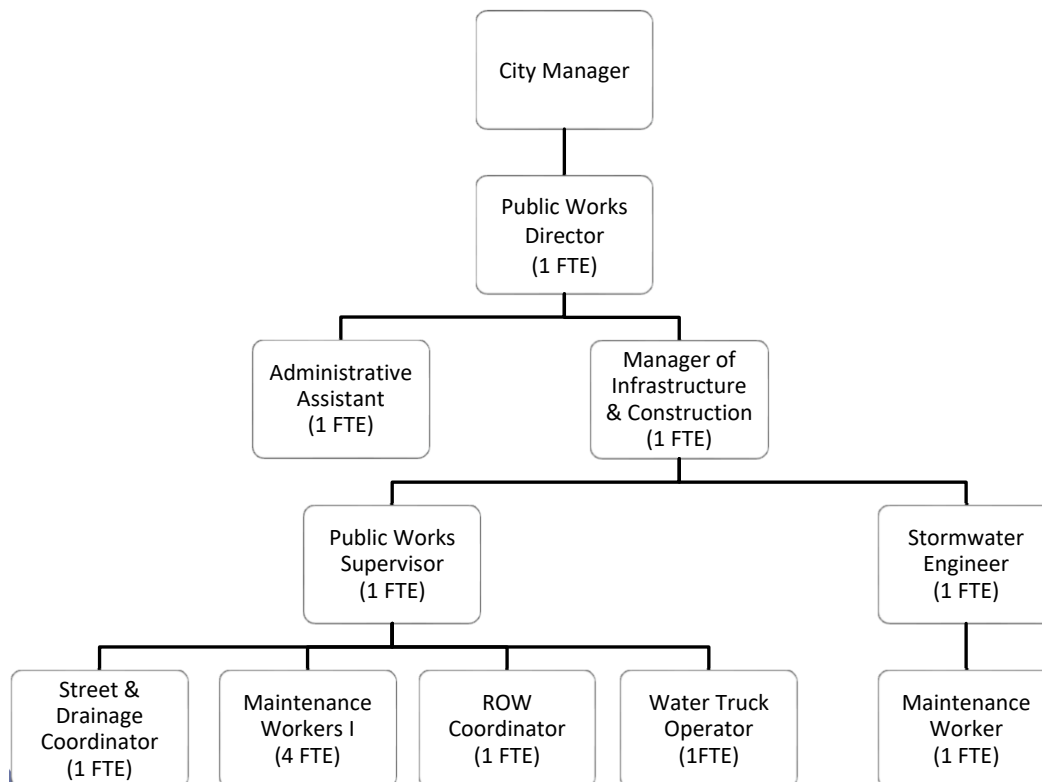 City Manager
Public Works
Director
(1 FTE)
Administrative
Assistant
(1 FTE)
Manager of
Infrastructure
& Construction
(1 FTE)
Public Works
Supervisor
(1 FTE)
Stormwater
Engineer
(1 FTE)
Street &
Drainage
Coordinator
(1 FTE)
Maintenance
Workers I
(4 FTE)
ROW
Coordinator
(1 FTE)
Water Truck
Operator
(1FTE)
Maintenance
Worker
(1 FTE)